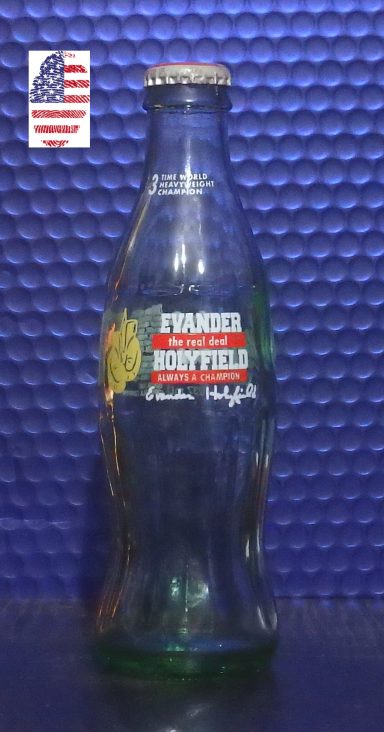 3 TIME WORLD
HEAVYWEIGHT
CHAMPION
EVANDER
the real deal
HOLYFIELD
ALWAYS A CHAMPION
Evander Holyfield